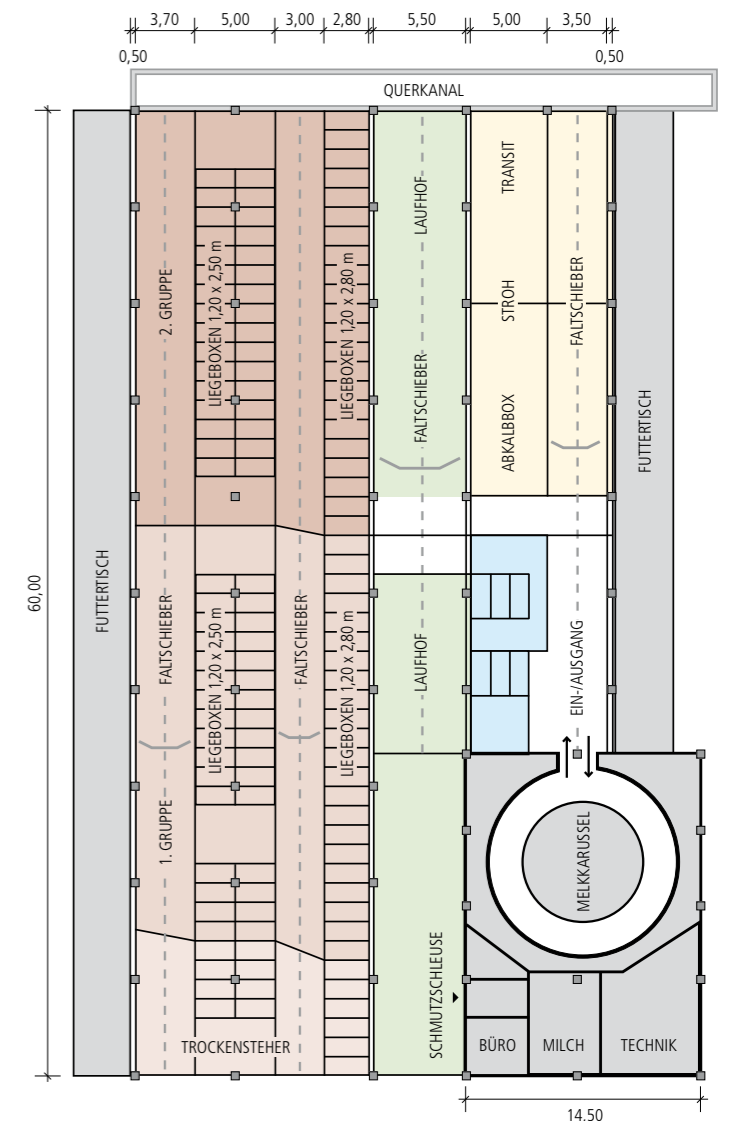 3,70 5,00 3,00 2,80 5,50 5,00 3,50
0,50 0,50
QUERKANAL
TRANSIT
LAUFHOF
2. GRUPPE
LIEGEBOXEN 1,20 x 2,50 m
LIEGEBOXEN 1,20 x 2,80 m
STROH
FALTSCHIEBER
FALTSCHIEBER
ABKALBBOX
FUTTERTISCH
60,00
FUTTERTISCH
FALTSCHIEBER
LIEGEBOXEN 1,20 x 2,50 m
FALTSCHIEBER
LIEGEBOXEN 1,20 x 2,80 m
LAUFHOF
EIN-/AUSGANG
1. GRUPPE
MELKKARUSSEL
SCHMUTZSCHLEUSE
TROCKENSTEHER
BÜRO
MILCH
TECHNIK
14.50